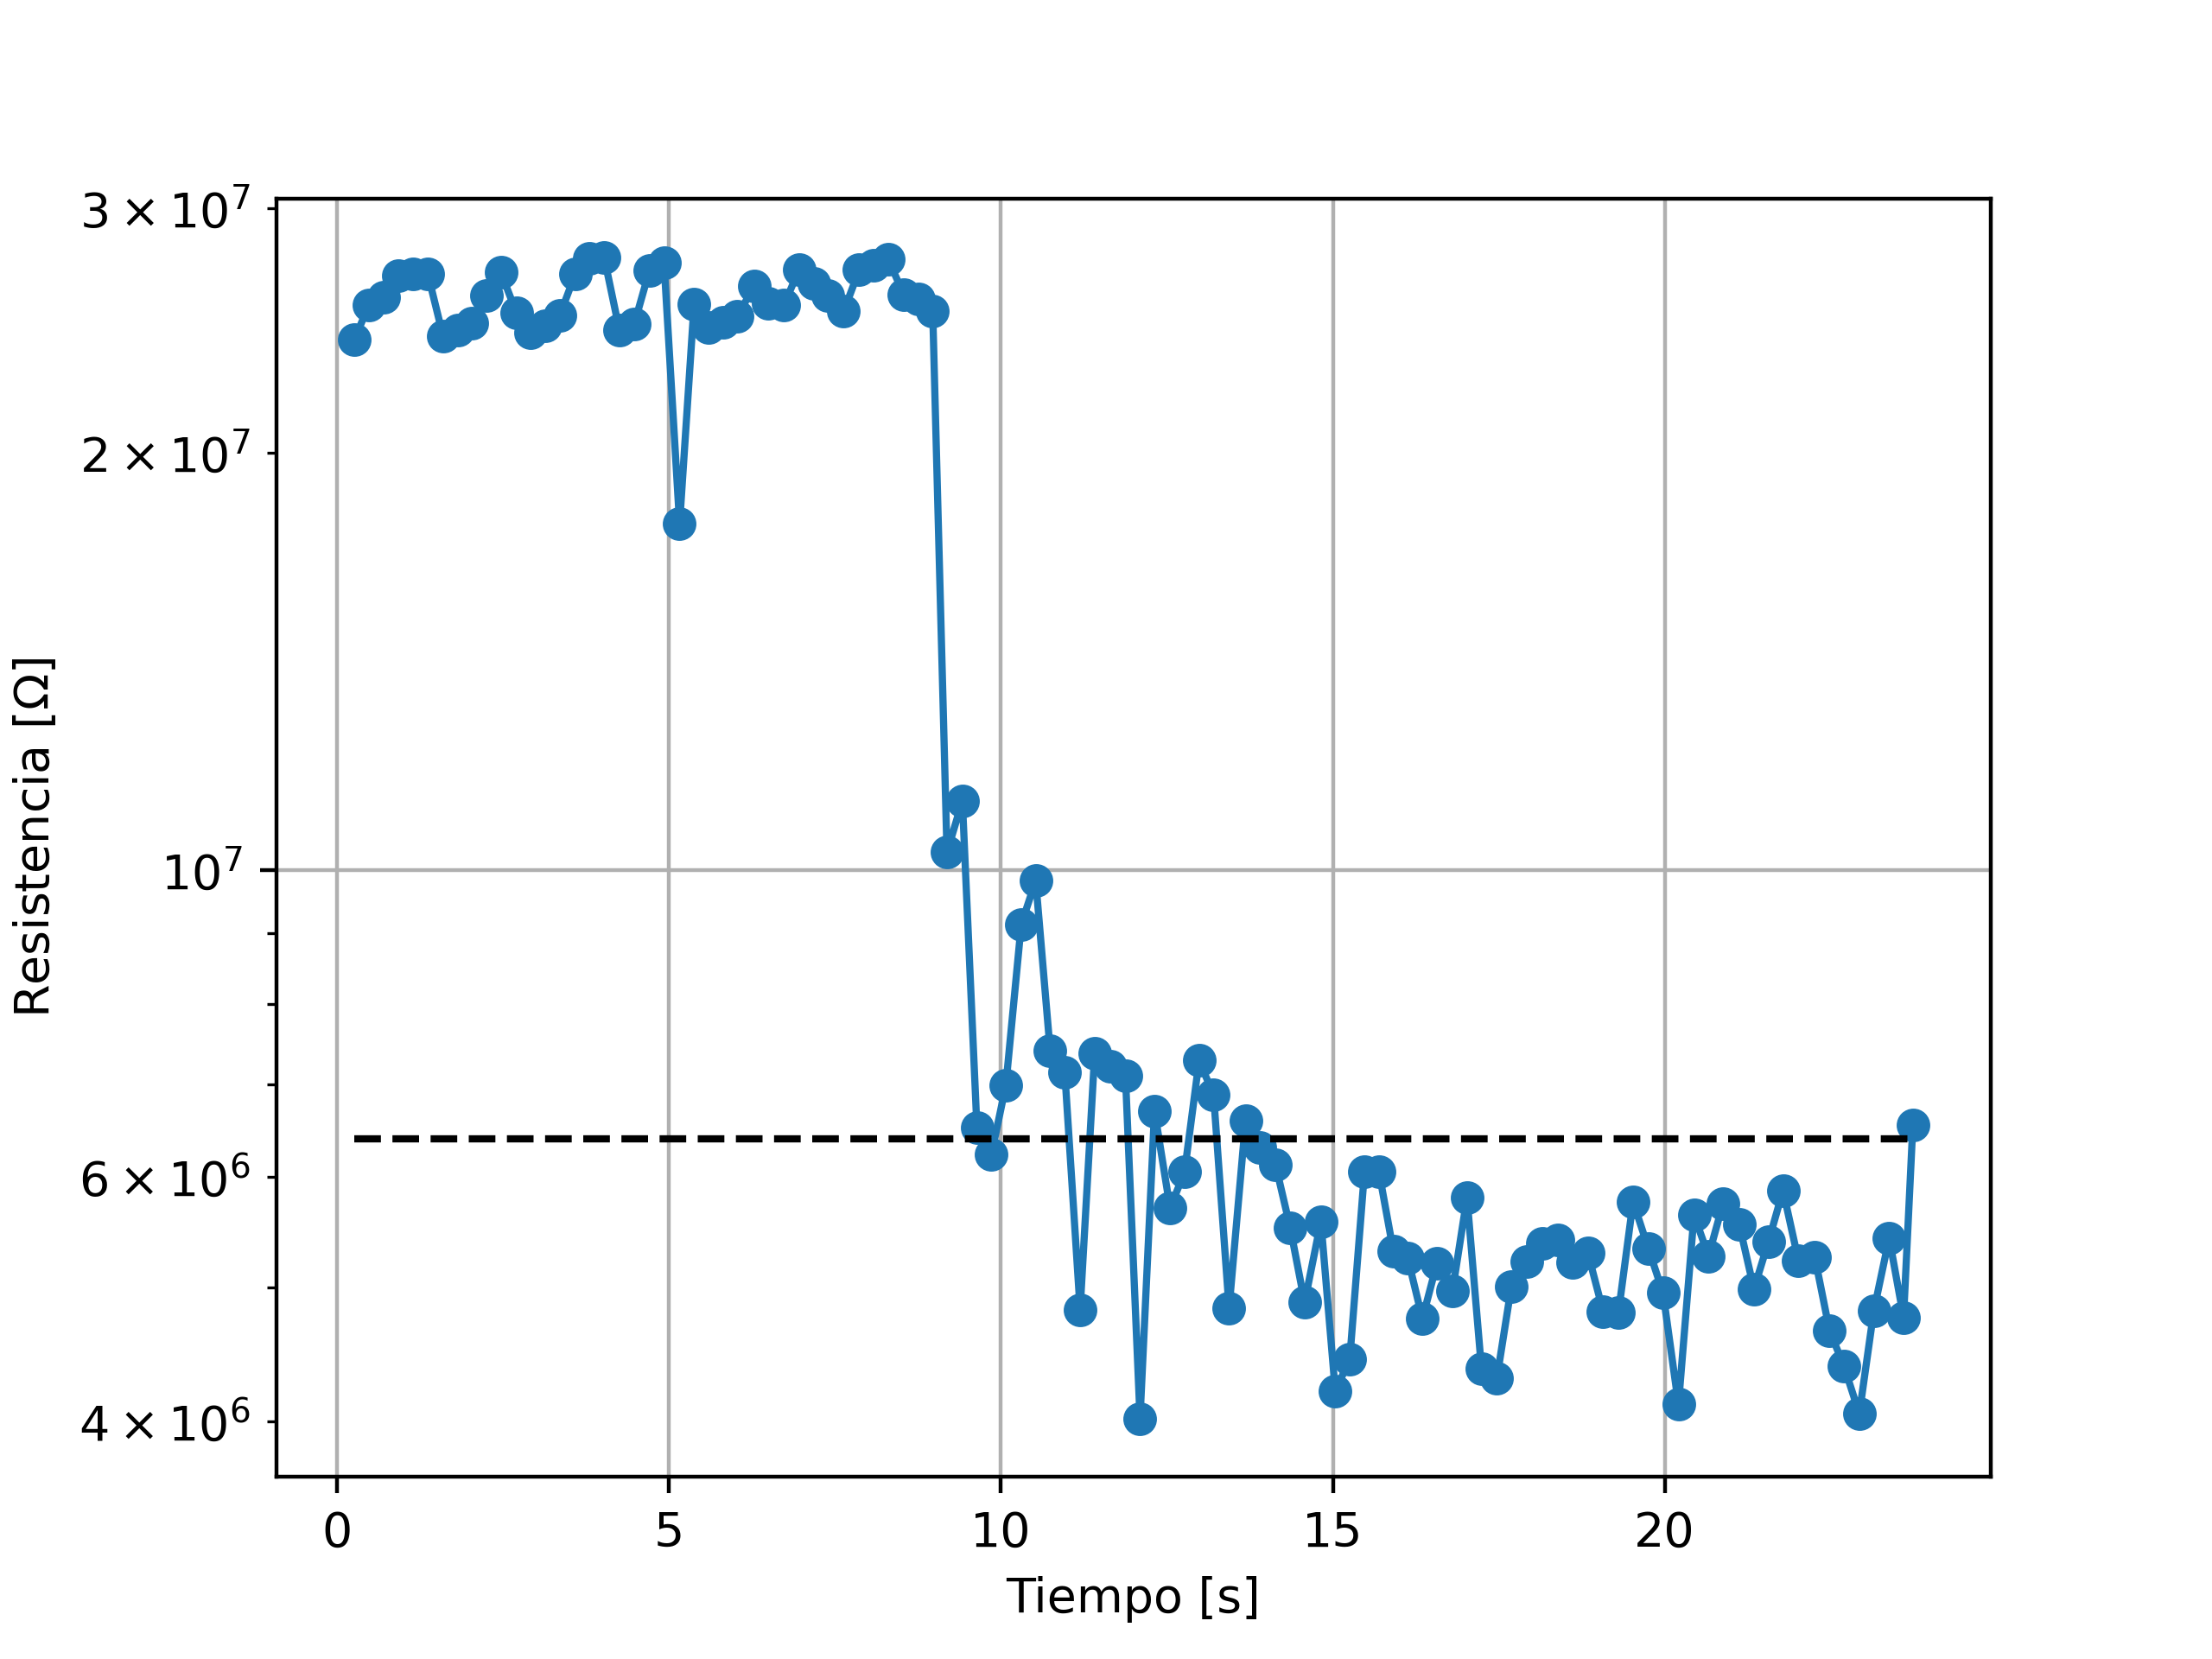 3 × 10⁷
2 × 10⁷
10⁷
6 × 10⁶
4 × 10⁶
Resistencia [Ω]
0 5 10 15 20
Tiempo [s]